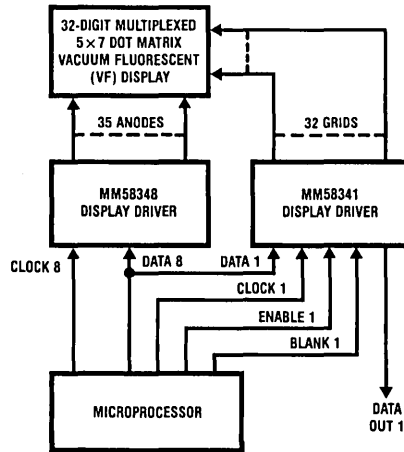 32-DIGIT MULTIPLEXED
5 × 7 DOT MATRIX
VACUUM FLUORESCENT
(VF) DISPLAY
35 ANODES
32 GRIDS
MM58348
DISPLAY DRIVER
MM58341
DISPLAY DRIVER
CLOCK 8
DATA 8
DATA 1
CLOCK 1
ENABLE 1
BLANK 1
MICROPROCESSOR
DATA
OUT 1